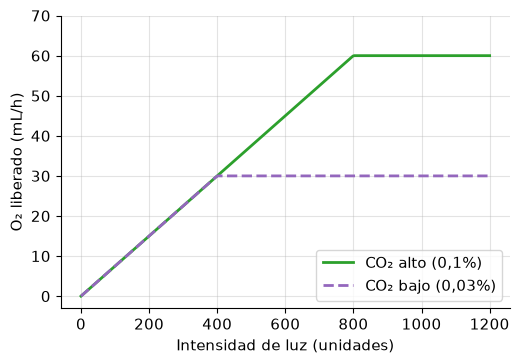 70
60
50
40
30
20
10
0
O₂ liberado (mL/h)
CO₂ alto (0,1%)
CO₂ bajo (0,03%)
0 200 400 600 800 1000 1200
Intensidad de luz (unidades)